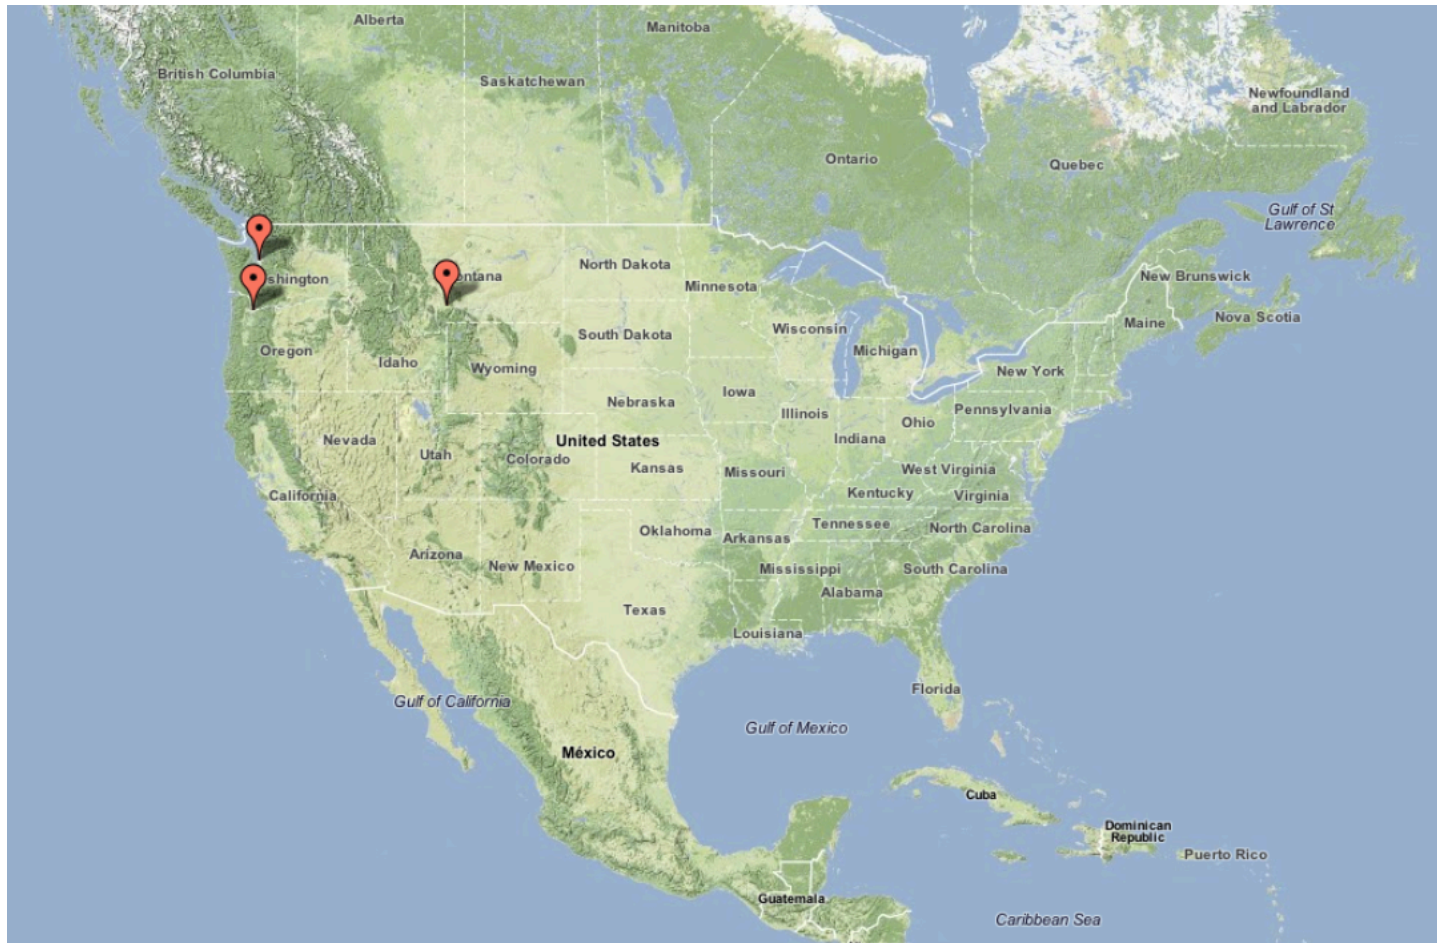 Alberta
Manitoba
British Columbia
Saskatchewan
Newfoundland
and Labrador
Ontario
Quebec
Gulf of St
Lawrence
shington
entana
North Dakota
Minnesota
New Brunswick
Nova Scotia
Maine
Wisconsin
South Dakota
Michigan
Oregon
Idaho
Wyoming
New York
Iowa
Nebraska
Illinois
Ohio
Pennsylvania
Nevada
United States
Indiana
Utah
Colorado
Kansas
Missouri
West Virginia
California
Kentucky
Virginia
Oklahoma
Arkansas
Tennessee
North Carolina
Arizona
New Mexico
Mississippi
South Carolina
Alabama
Texas
Louisiana
Florida
Gulf of California
Gulf of Mexico
México
Cuba
Dominican
Republic
Puerto Rico
Guatemala
Caribbean Sea